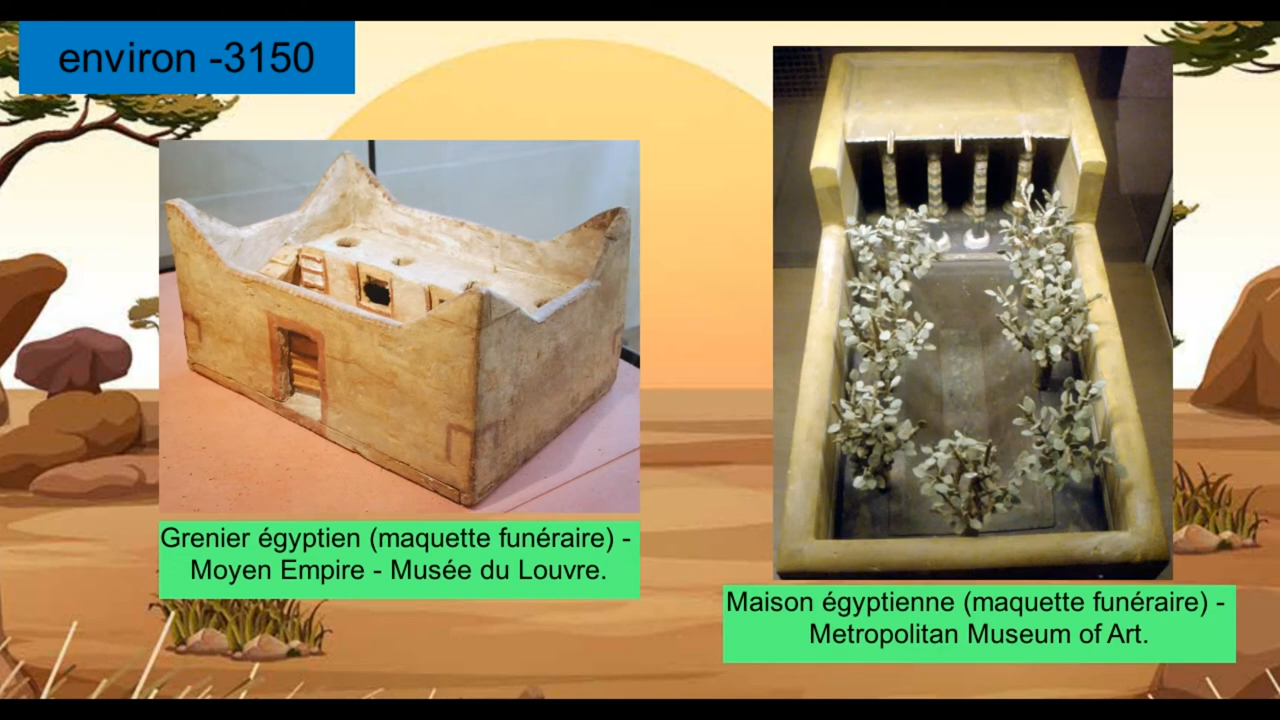 environ -3150
Grenier égyptien (maquette funéraire) -
Moyen Empire - Musée du Louvre.
Maison égyptienne (maquette funéraire) -
Metropolitan Museum of Art.